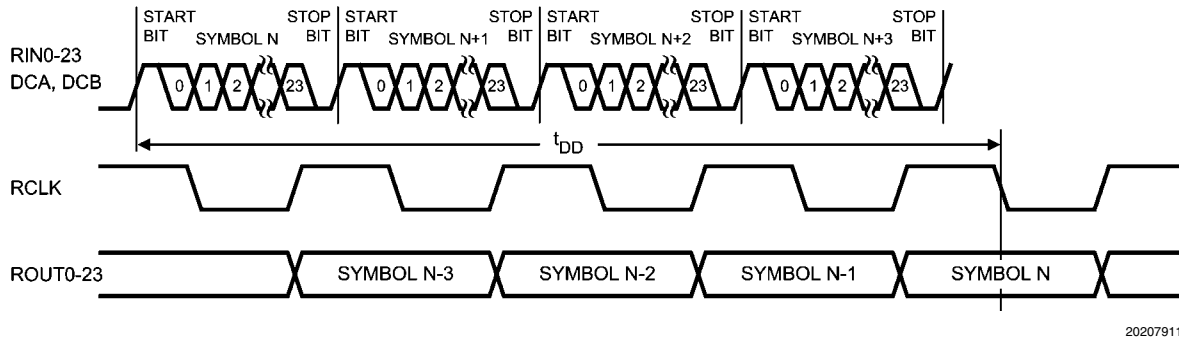 START STOP START STOP START STOP START STOP
BIT SYMBOL N BIT BIT SYMBOL N+1 BIT BIT SYMBOL N+2 BIT BIT SYMBOL N+3 BIT
RIN0-23
DCA, DCB
0 1 2 23 0 1 2 23 0 1 2 23 0 1 2 23
tDD
RCLK
ROUT0-23 SYMBOL N-3 SYMBOL N-2 SYMBOL N-1 SYMBOL N
20207911